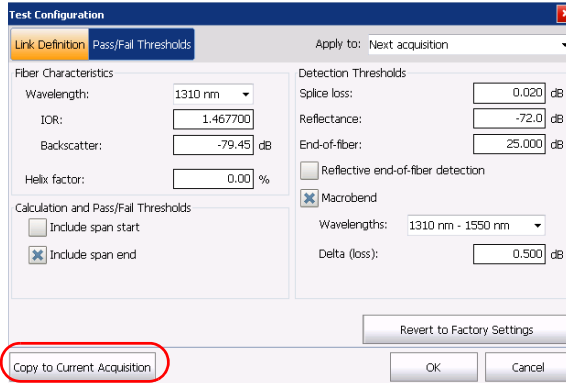 Test Configuration
Link Definition Pass/Fail Thresholds
Apply to: Next acquisition
Fiber Characteristics
Wavelength: 1310 nm
IOR: 1.467700
Backscatter: -79.45 dB
Helix factor: 0.00 %
Calculation and Pass/Fail Thresholds
Include span start
Include span end
Detection Thresholds
Splice loss: 0.020 dB
Reflectance: -72.0 dB
End-of-fiber: 25.000 dB
Reflective end-of-fiber detection
Macrobend
Wavelengths: 1310 nm - 1550 nm
Delta (loss): 0.500 dB
Revert to Factory Settings
Copy to Current Acquisition
OK
Cancel